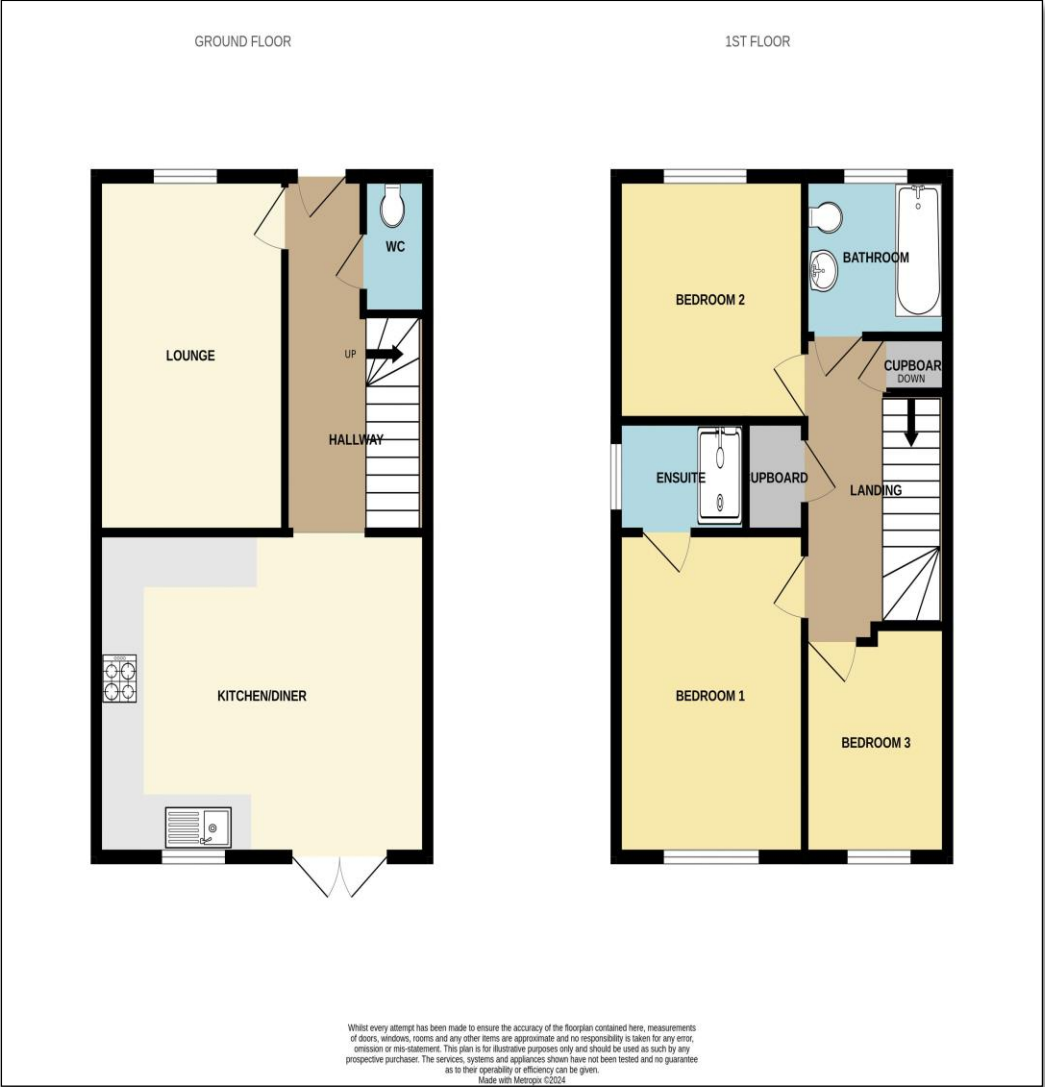 GROUND FLOOR
1ST FLOOR
WC
LOUNGE
UP
HALLWAY
KITCHEN/DINER
BATHROOM
BEDROOM 2
CUPBOAR
DOWN
ENSUITE
UPBOARD
LANDING
BEDROOM 1
BEDROOM 3
Whilst every attempt has been made to ensure the accuracy of the floorplan contained here, measurements
of doors, windows, rooms and any other items are approximate and no responsibility is taken for any error,
omission or mis-statement. This plan is for illustrative purposes only and should be used as such by any
prospective purchaser. The services, systems and appliances shown have not been tested and no guarantee
as to their operability or efficiency can be given.
Made with Metropix ©2024